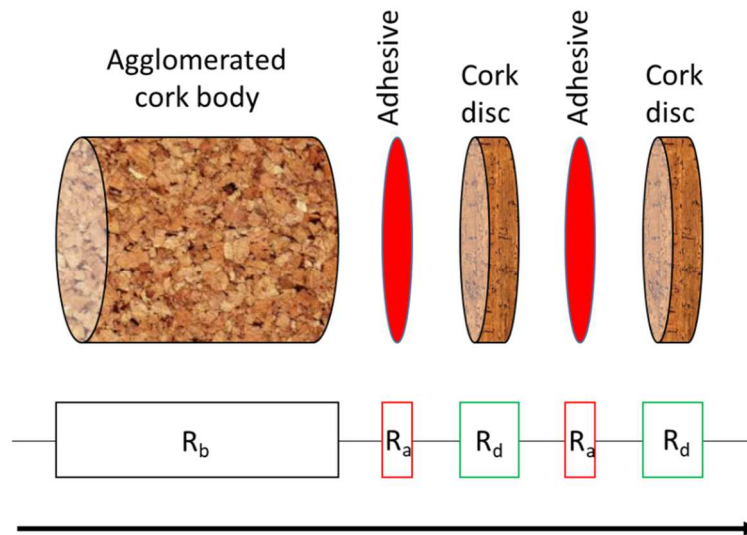 Agglomerated
cork body
Adhesive
Cork
disc
Adhesive
Cork
disc
R_b
R_a
R_d
R_a
R_d